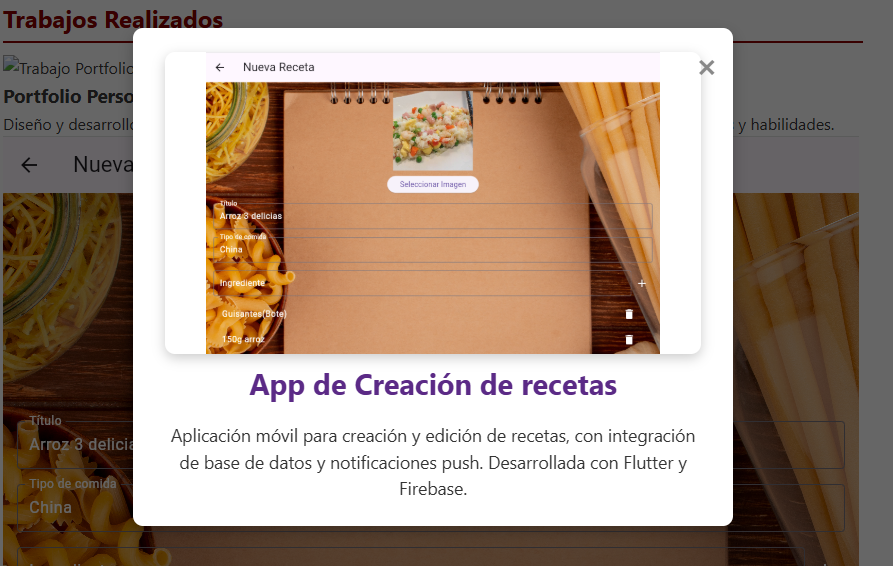 Trabajos Realizados
Trabajo Portfolio
Portfolio Perso
Diseño y desarroll
y habilidades.
Nueva
Título
Arroz 3 delicia
Tipo de comida
China
Nueva Receta
Seleccionar Imagen
Título
Arroz 3 delicias
Tipo de comida
China
Ingrediente
Guisantes(Bote)
150g arroz
App de Creación de recetas
Aplicación móvil para creación y edición de recetas, con integración
de base de datos y notificaciones push. Desarrollada con Flutter y
Firebase.